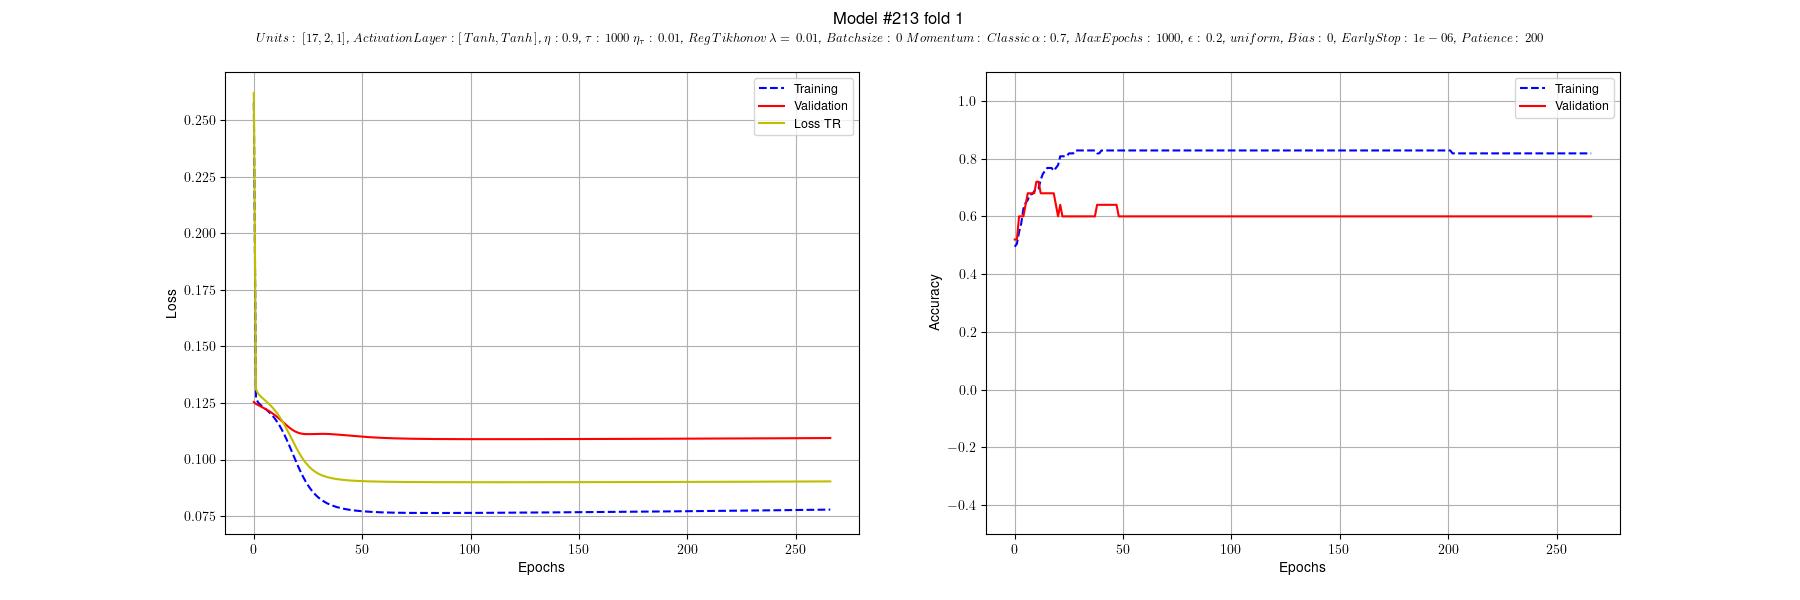 Model #213 fold 1
Units : [17, 2, 1], ActivationLayer : [Tanh, Tanh], η : 0.9, τ : 1000 ητ : 0.01, RegTikhonov λ = 0.01, Batchsize : 0 Momentum : Classic α : 0.7, MaxEpochs : 1000, ϵ : 0.2, uniform, Bias : 0, EarlyStop : 1e − 06, Patience : 200
Training
Validation
Loss TR
0.250
0.225
0.200
0.175
0.150
0.125
0.100
0.075
Loss
0 50 100 150 200 250
Epochs
Training
Validation
1.0
0.8
0.6
0.4
0.2
0.0
−0.2
−0.4
Accuracy
0 50 100 150 200 250
Epochs